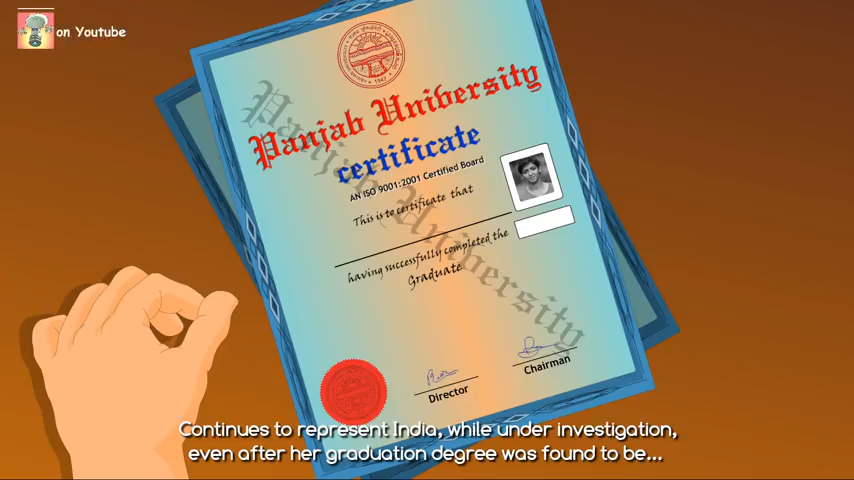 on Youtube
Panjab University
certificate
AN ISO 9001:2001 Certified Board
This is to certificate that
having successfully completed the
Graduate
Panjab University
Director
Chairman
Continues to represent India, while under investigation,
even after her graduation degree was found to be...